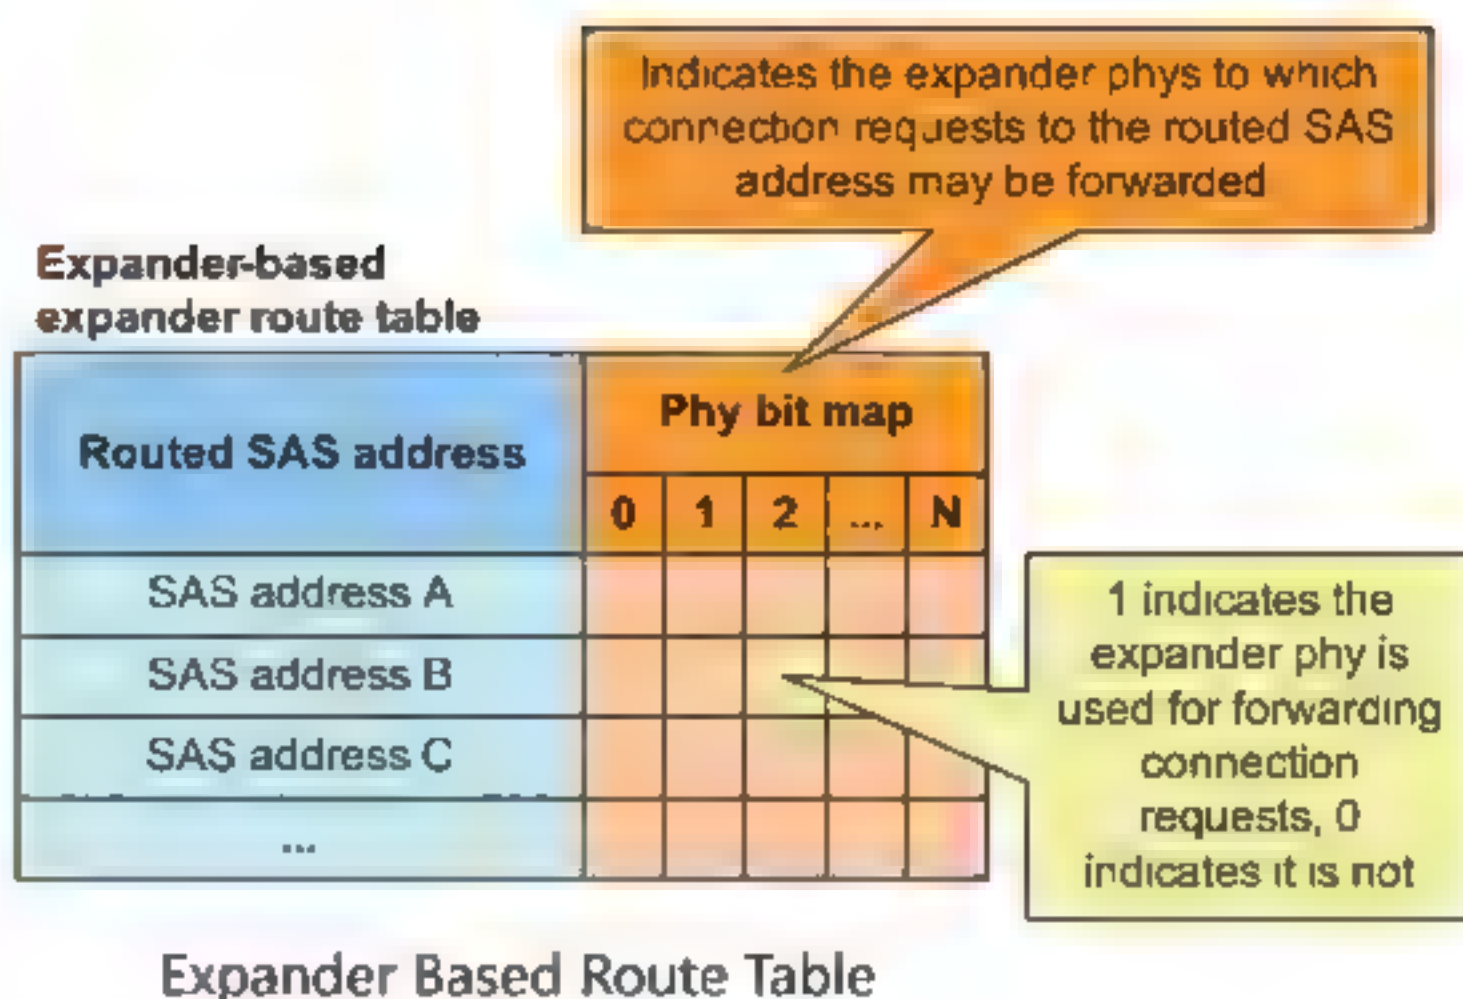 Indicates the expander phys to which
connection requests to the routed SAS
address may be forwarded
Expander-based
expander route table
Routed SAS address
Phy bit map
0 1 2 ... N
SAS address A
SAS address B
SAS address C
...
1 indicates the
expander phy is
used for forwarding
connection
requests, 0
indicates it is not
Expander Based Route Table